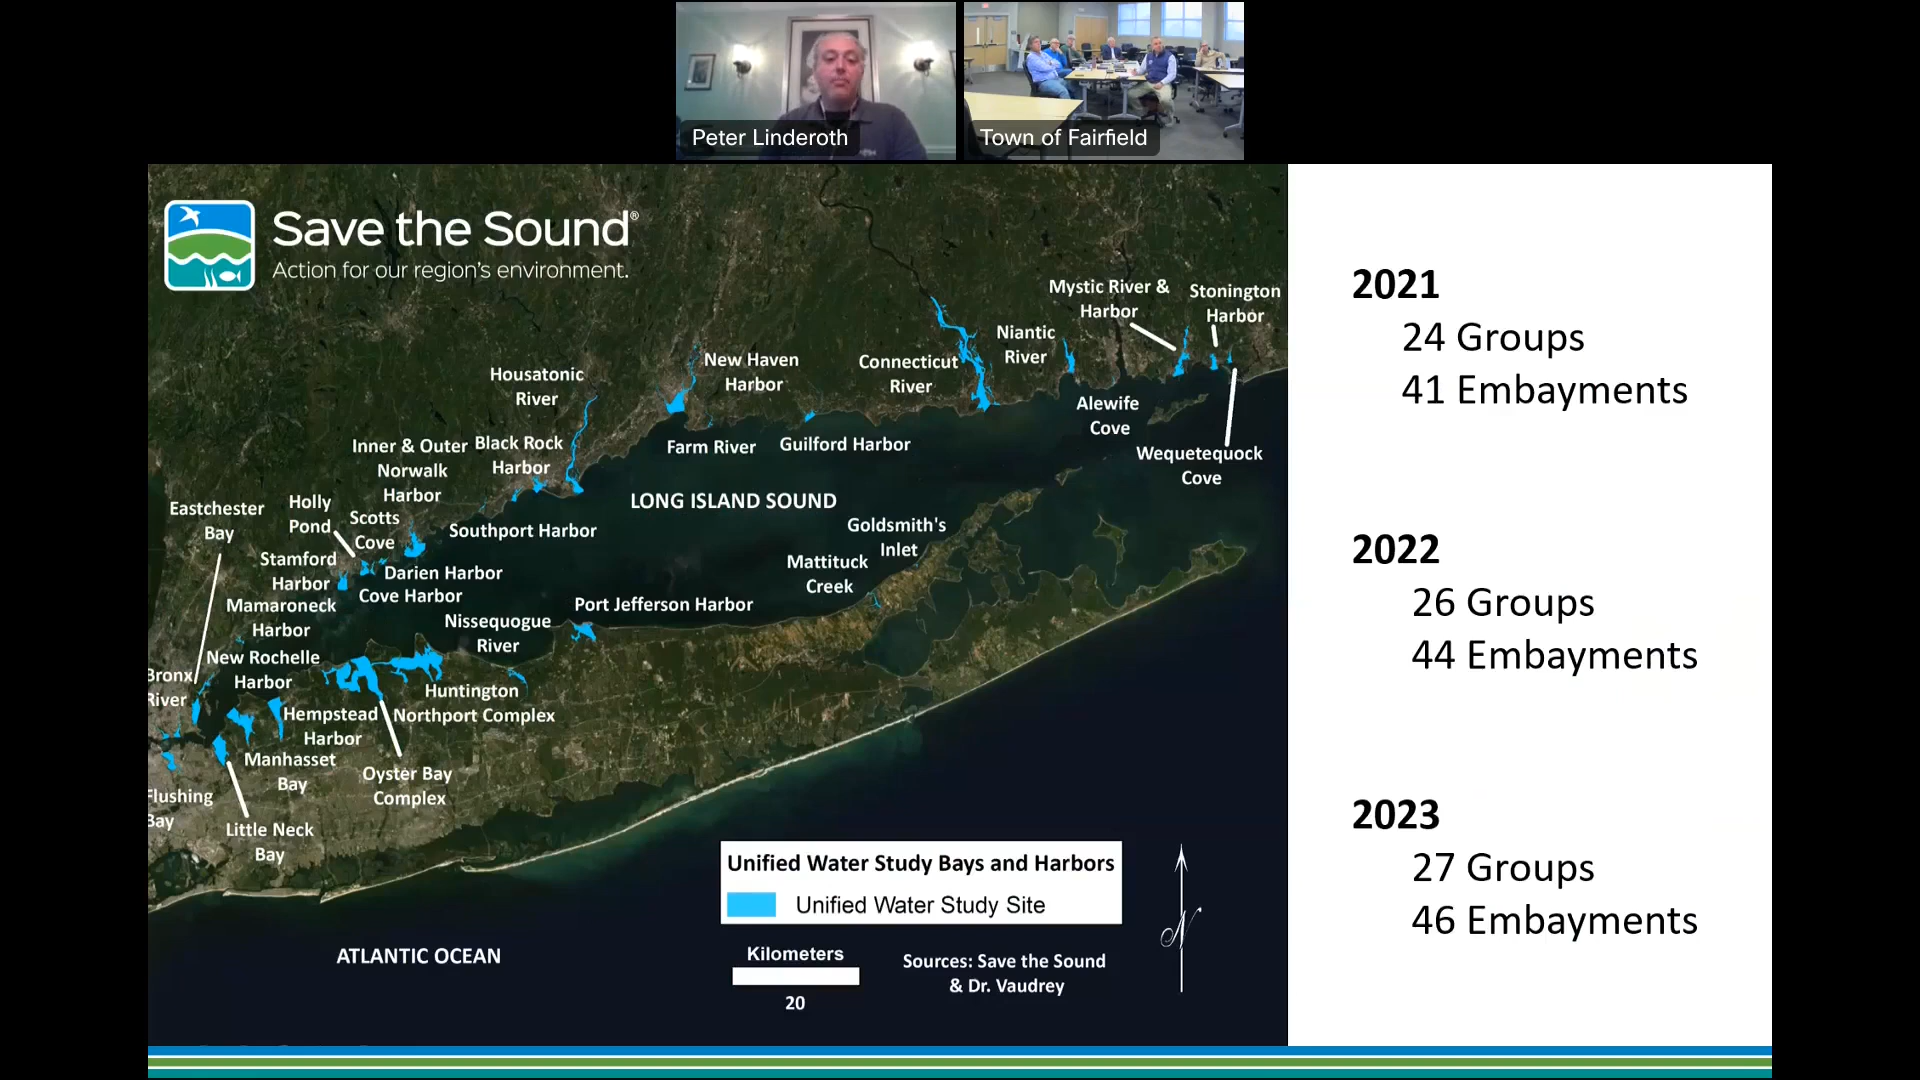 Peter Linderoth
Town of Fairfield
Save the Sound®
Action for our region's environment.
Mystic River &
Harbor
Stonington
Harbor
Niantic
River
New Haven
Harbor
Connecticut
River
Housatonic
River
Alewife
Cove
Farm River
Guilford Harbor
Wequetequock
Cove
Inner & Outer
Norwalk
Harbor
Black Rock
Harbor
LONG ISLAND SOUND
Eastchester
Bay
Holly
Pond
Scotts
Cove
Southport Harbor
Goldsmith's
Inlet
Stamford
Harbor
Darien Harbor
Cove Harbor
Mattituck
Creek
Mamaroneck
Harbor
Nissequogue
River
Port Jefferson Harbor
Bronx
River
New Rochelle
Harbor
Huntington
Northport Complex
Hempstead
Harbor
Manhasset
Bay
Oyster Bay
Complex
Flushing
Bay
Little Neck
Bay
Unified Water Study Bays and Harbors
Unified Water Study Site
ATLANTIC OCEAN
Kilometers
20
Sources: Save the Sound
& Dr. Vaudrey
N
2021
24 Groups
41 Embayments
2022
26 Groups
44 Embayments
2023
27 Groups
46 Embayments